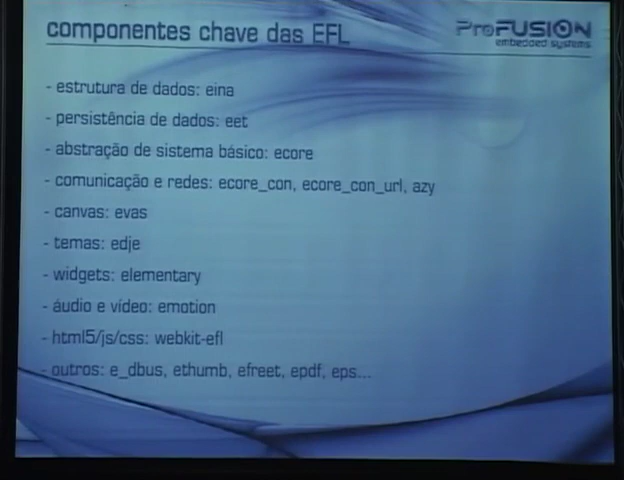 componentes chave das EFL
ProFUSION
embedded systems
- estrutura de dados: eina
- persistência de dados: eet
- abstração de sistema básico: ecore
- comunicação e redes: ecore_con, ecore_con_url, azy
- canvas: evas
- temas: edje
- widgets: elementary
- áudio e vídeo: emotion
- html5/js/css: webkit-efl
- outros: e_dbus, ethumb, efreet, epdf, eps...